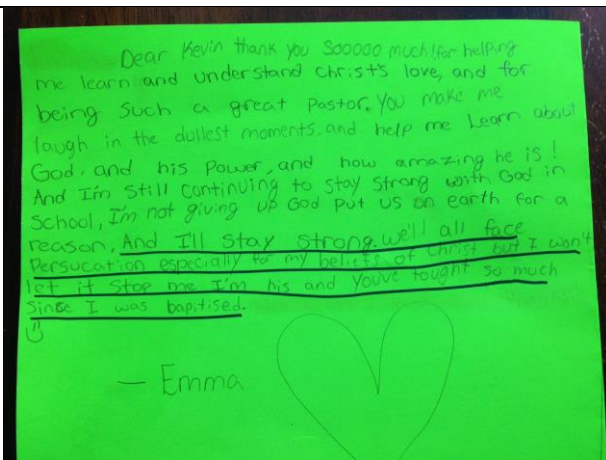 Dear Kevin thank you Sooooo much! for helping
me learn and understand Christ's love, and for
being Such a great Pastor. You make me
laugh in the dullest moments. and help me Learn about
God. and his Power, and how amazing he is!
And I'm Still Continuing to stay Strong with God in
School, I'm not giving up God put us on earth for a
reason, And I'll Stay Strong. we'll all face
Persucation especially for my beliefs of Christ but I won't
let it Stop me I'm his and Youve tought so much
Since I was bapitised.
— Emma